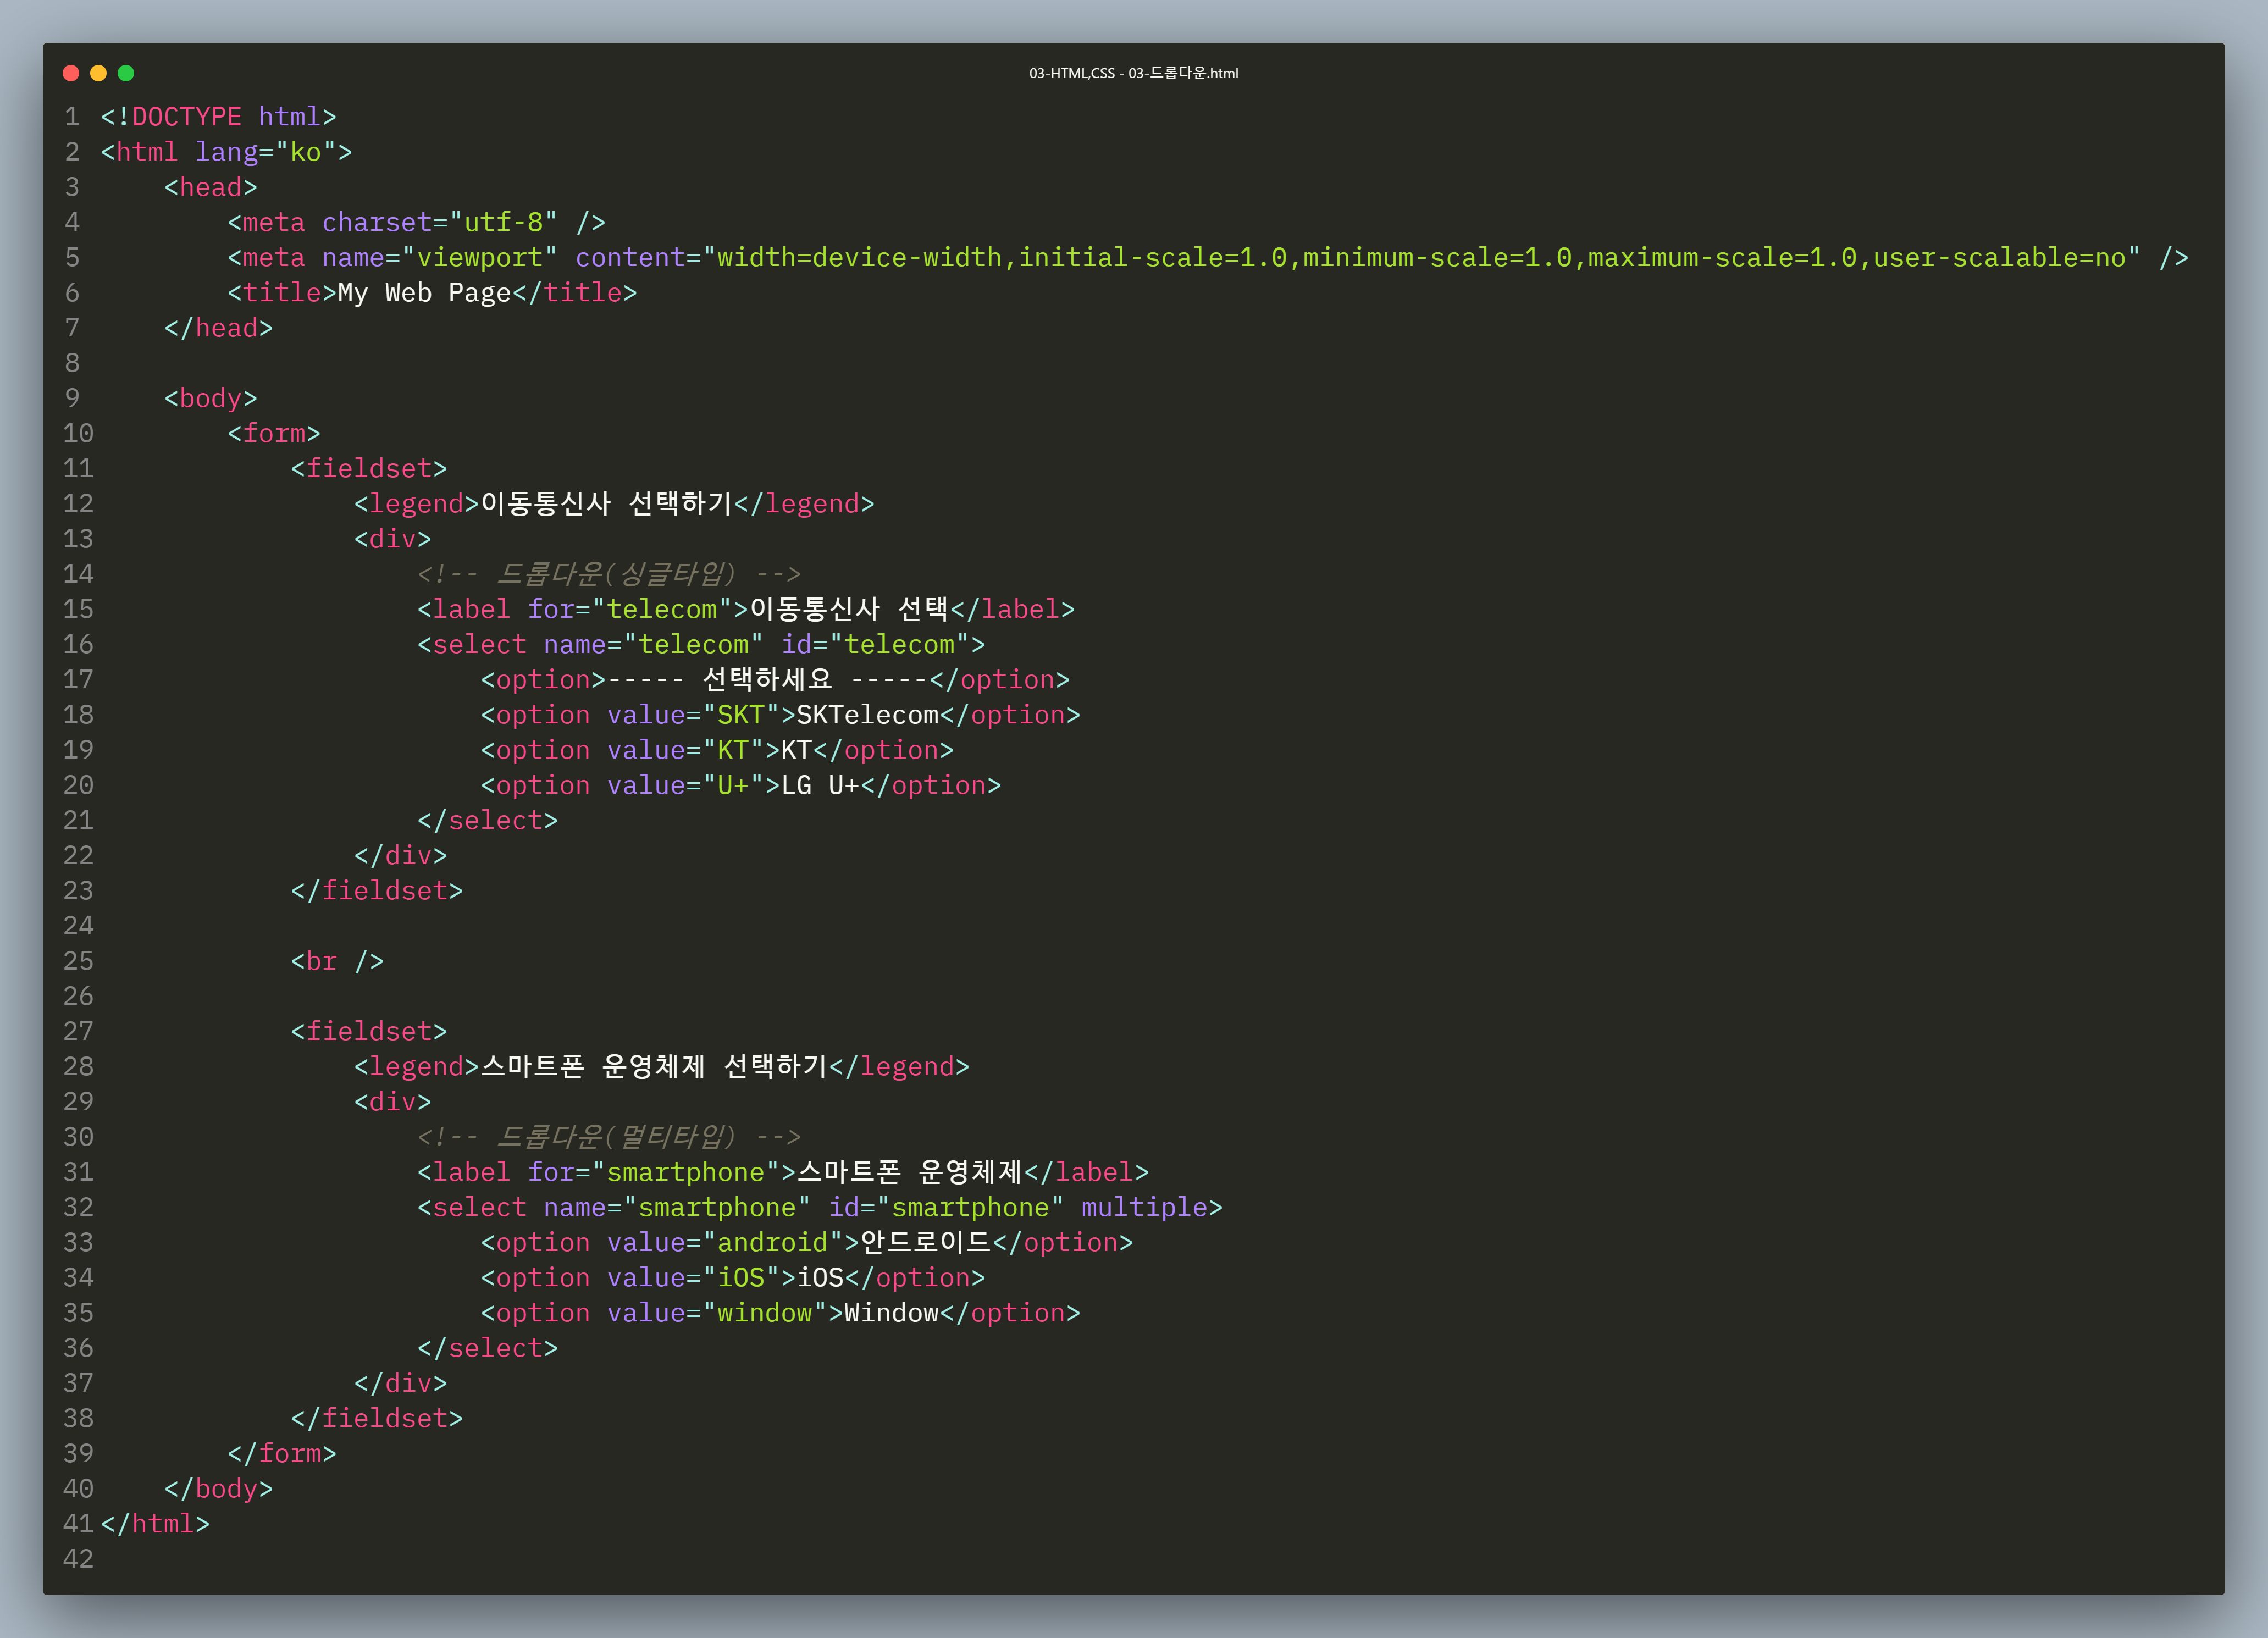 03-HTML,CSS - 03-드롭다운.html
1 <!DOCTYPE html>
2 <html lang="ko">
3     <head>
4         <meta charset="utf-8" />
5         <meta name="viewport" content="width=device-width,initial-scale=1.0,minimum-scale=1.0,maximum-scale=1.0,user-scalable=no" />
6         <title>My Web Page</title>
7     </head>
8
9     <body>
10         <form>
11             <fieldset>
12                 <legend>이동통신사 선택하기</legend>
13                 <div>
14                     <!-- 드롭다운(싱글타입) -->
15                     <label for="telecom">이동통신사 선택</label>
16                     <select name="telecom" id="telecom">
17                         <option>----- 선택하세요 -----</option>
18                         <option value="SKT">SKTelecom</option>
19                         <option value="KT">KT</option>
20                         <option value="U+">LG U+</option>
21                     </select>
22                 </div>
23             </fieldset>
24
25             <br />
26
27             <fieldset>
28                 <legend>스마트폰 운영체제 선택하기</legend>
29                 <div>
30                     <!-- 드롭다운(멀티타입) -->
31                     <label for="smartphone">스마트폰 운영체제</label>
32                     <select name="smartphone" id="smartphone" multiple>
33                         <option value="android">안드로이드</option>
34                         <option value="iOS">iOS</option>
35                         <option value="window">Window</option>
36                     </select>
37                 </div>
38             </fieldset>
39         </form>
40     </body>
41 </html>
42